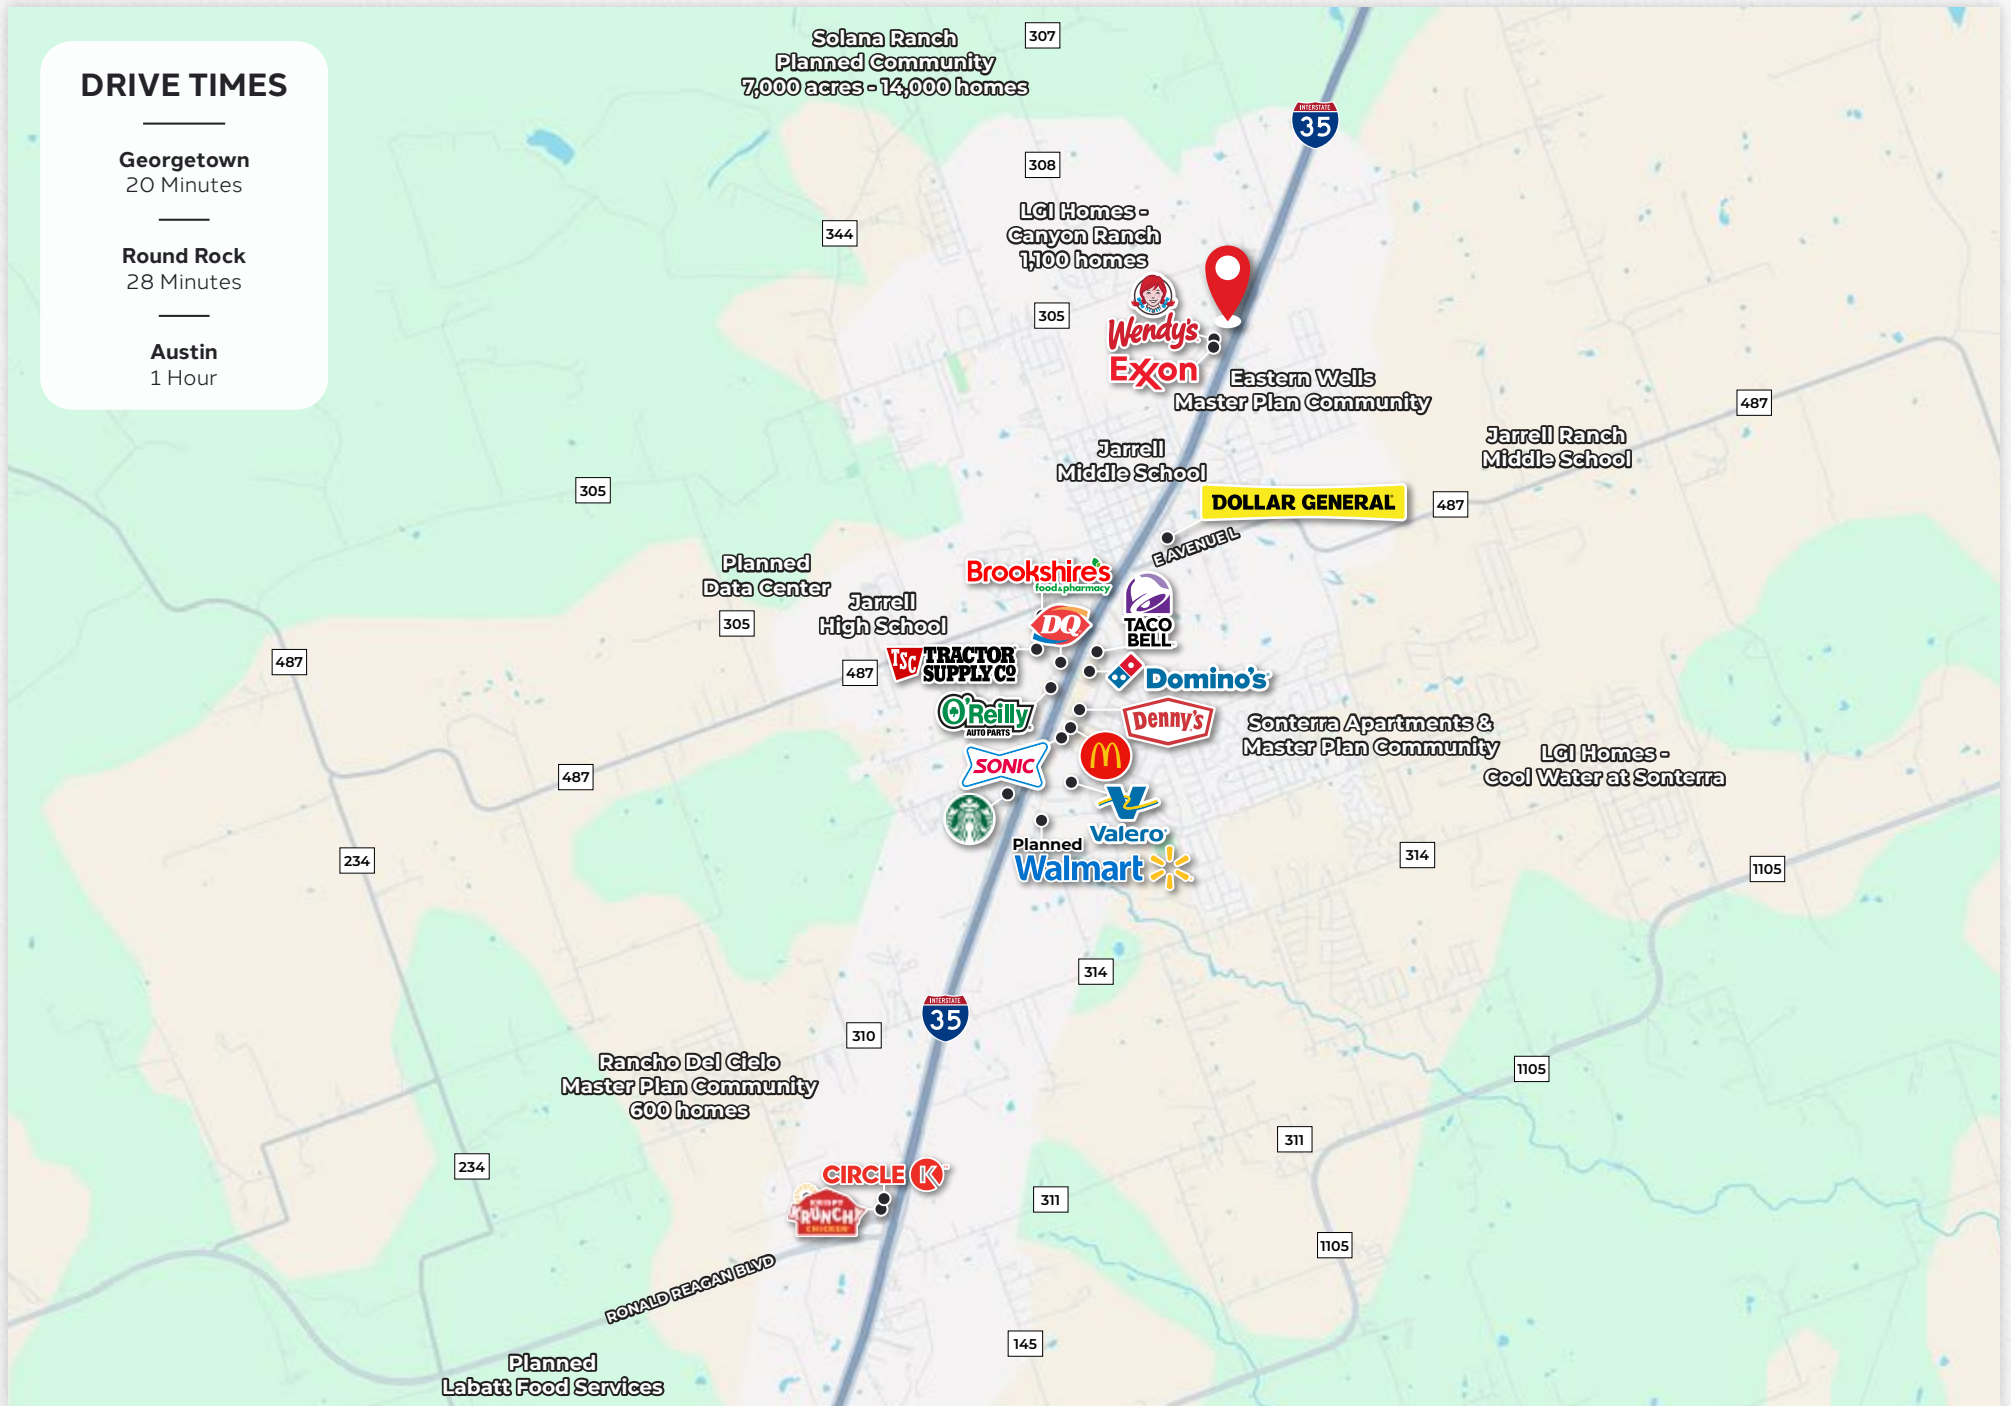 DRIVE TIMES
Georgetown
20 Minutes
Round Rock
28 Minutes
Austin
1 Hour
Solana Ranch
Planned Community
7,000 acres - 14,000 homes
307
INTERSTATE
35
308
344
LGI Homes -
Canyon Ranch
1,100 homes
305
Wendy's
Exxon
Eastern Wells
Master Plan Community
487
Jarrell Ranch
Middle School
Jarrell
Middle School
305
DOLLAR GENERAL
487
E AVENUE L
Planned
Data Center
Brookshire's
food & pharmacy
305
Jarrell
High School
DQ
TACO
BELL
487
487
TSC TRACTOR
SUPPLY CO
Domino's
O'Reilly
AUTO PARTS
Denny's
Sonterra Apartments &
Master Plan Community
LGI Homes -
Cool Water at Sonterra
SONIC
487
Valero
Planned
Walmart
234
314
1105
314
INTERSTATE
35
310
Rancho Del Cielo
Master Plan Community
600 homes
1105
311
234
CIRCLE K
311
KRISPY
KRUNCHY
CHICKEN
1105
RONALD REAGAN BLVD
145
Planned
Labatt Food Services